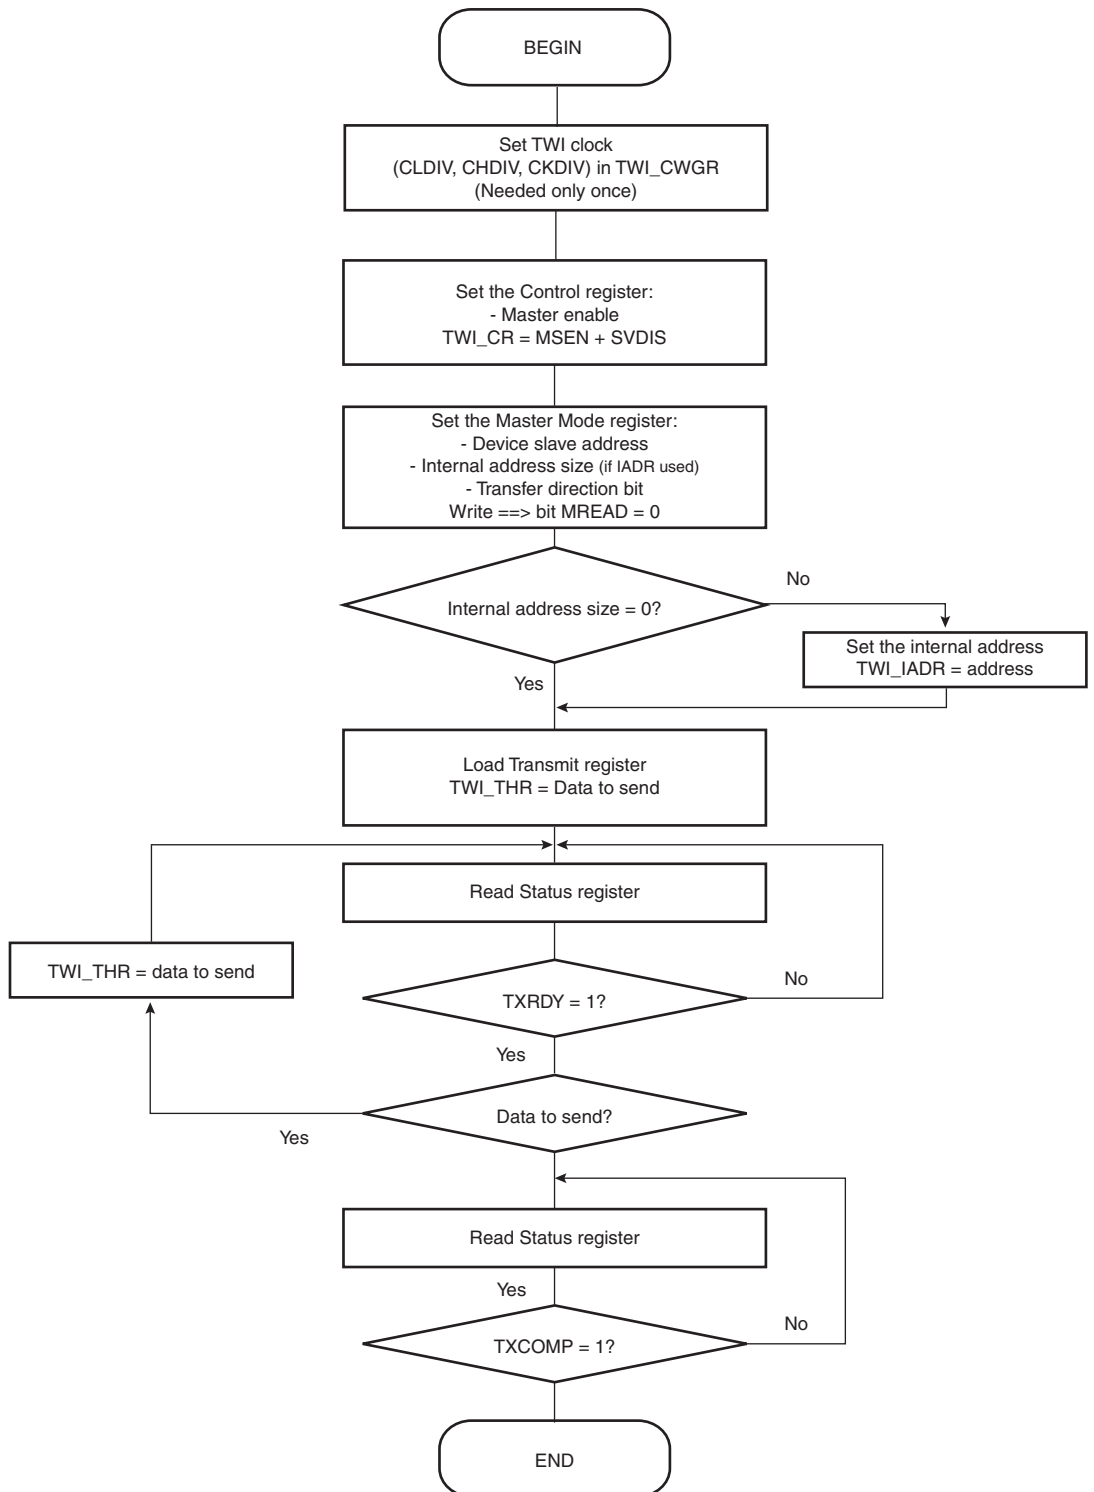 BEGIN
Set TWI clock
(CLDIV, CHDIV, CKDIV) in TWI_CWGR
(Needed only once)
Set the Control register:
- Master enable
TWI_CR = MSEN + SVDIS
Set the Master Mode register:
- Device slave address
- Internal address size (if IADR used)
- Transfer direction bit
Write ==> bit MREAD = 0
No
Internal address size = 0?
Set the internal address
TWI_IADR = address
Yes
Load Transmit register
TWI_THR = Data to send
Read Status register
TWI_THR = data to send
No
TXRDY = 1?
Yes
Data to send?
Yes
Read Status register
Yes
No
TXCOMP = 1?
END